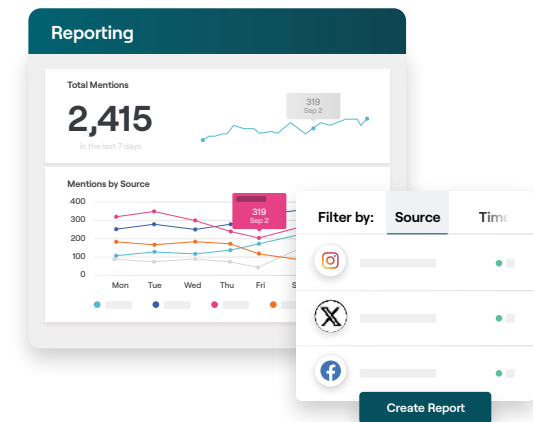 Reporting
Total Mentions
2,415
in the last 7 days
319
Sep 2
Mentions by Source
400
300
200
100
0
319
Sep 2
Mon Tue Wed Thu Fri S
Filter by: Source Time
Create Report